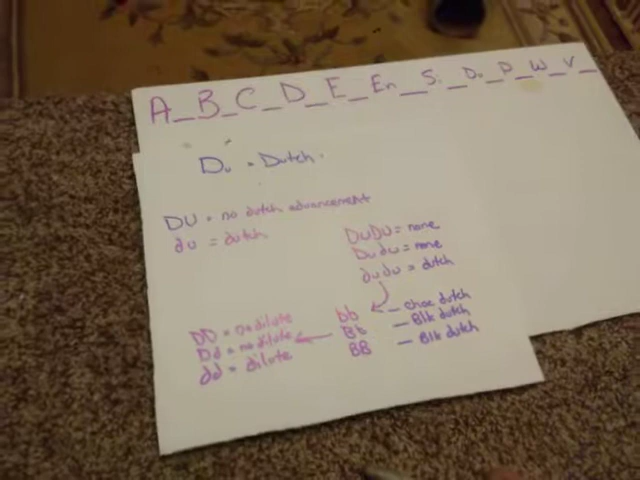 A_B_C_D_E_En_Si_Du_P_W_V_
Du = Dutch
DU = no dutch advancement
du = dutch
DuDu = none
Dudu = none
dudu = dutch
bb - choc dutch
Bb - Blk dutch
BB - Blk dutch
DD = no dilute
Dd = no dilute
dd = dilute